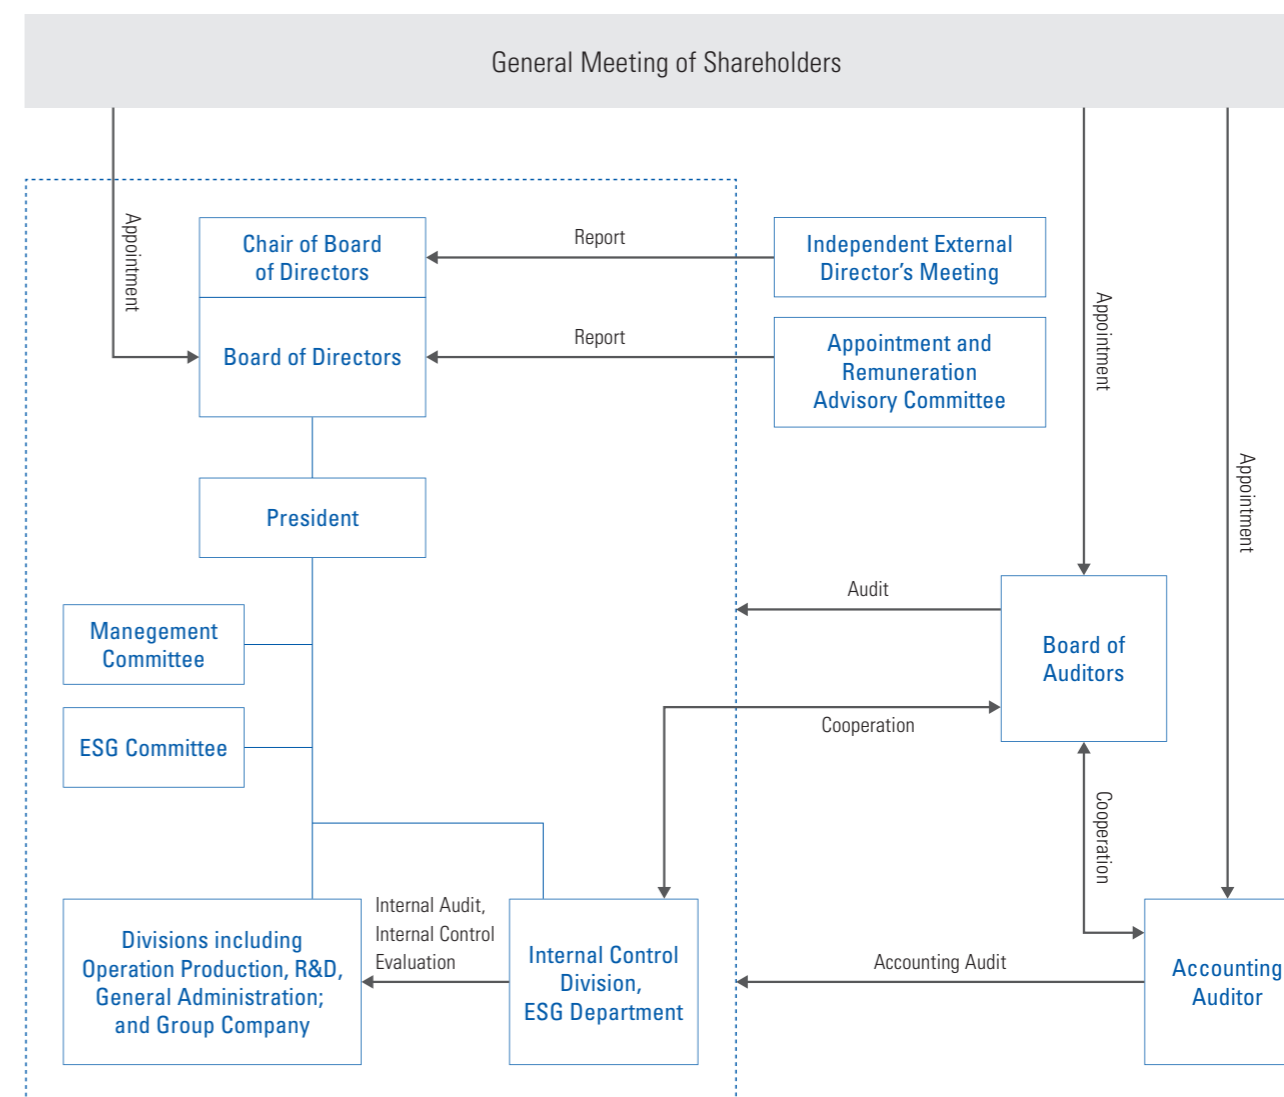 General Meeting of Shareholders
Appointment
Chair of Board
of Directors
Report
Independent External
Director's Meeting
Board of Directors
Report
Appointment and
Remuneration
Advisory Committee
Appointment
Appointment
President
Audit
Manegement
Committee
Board of
Auditors
ESG Committee
Cooperation
Cooperation
Divisions including
Operation Production, R&D,
General Administration;
and Group Company
Internal Audit,
Internal Control
Evaluation
Internal Control
Division,
ESG Department
Accounting Audit
Accounting
Auditor